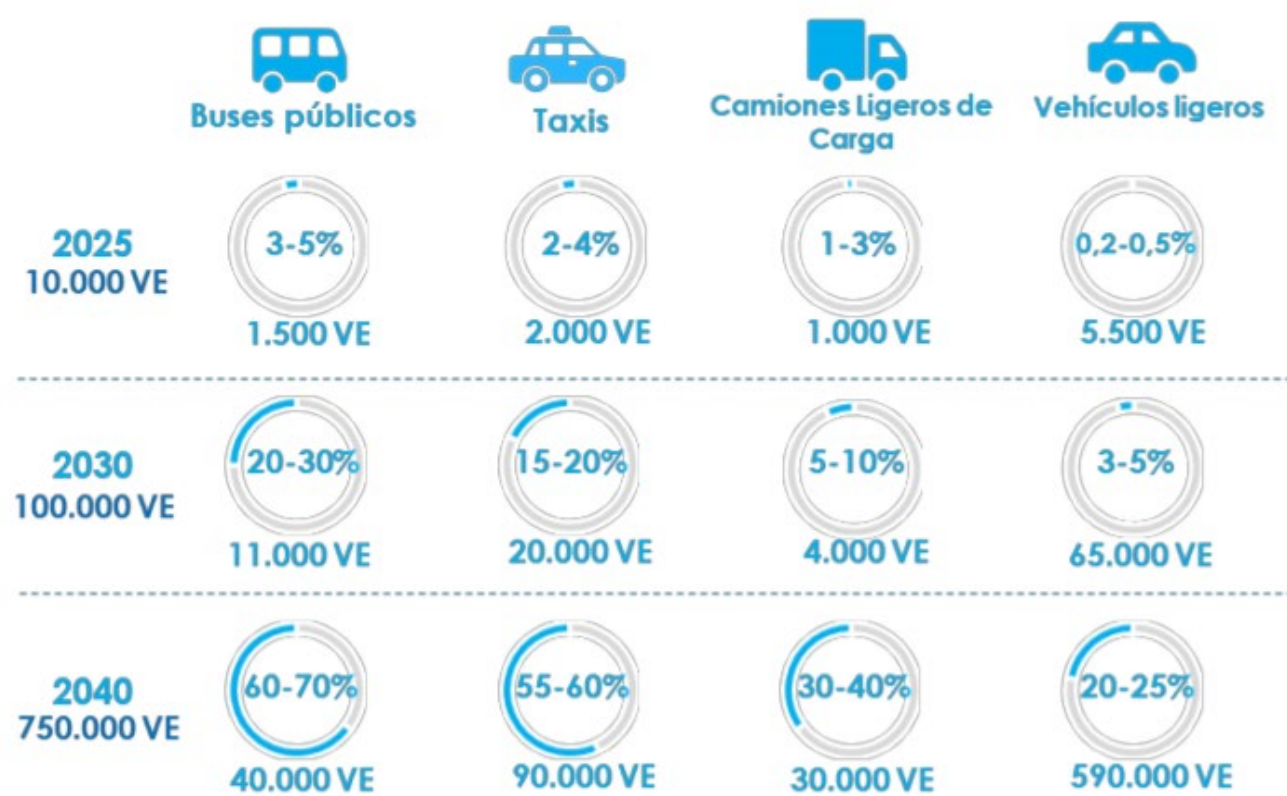 Buses públicos
Taxis
Camiones Ligeros de
Carga
Vehículos ligeros
2025
10.000 VE
3-5%
1.500 VE
2-4%
2.000 VE
1-3%
1.000 VE
0,2-0,5%
5.500 VE
2030
100.000 VE
20-30%
11.000 VE
15-20%
20.000 VE
5-10%
4.000 VE
3-5%
65.000 VE
2040
750.000 VE
60-70%
40.000 VE
55-60%
90.000 VE
30-40%
30.000 VE
20-25%
590.000 VE